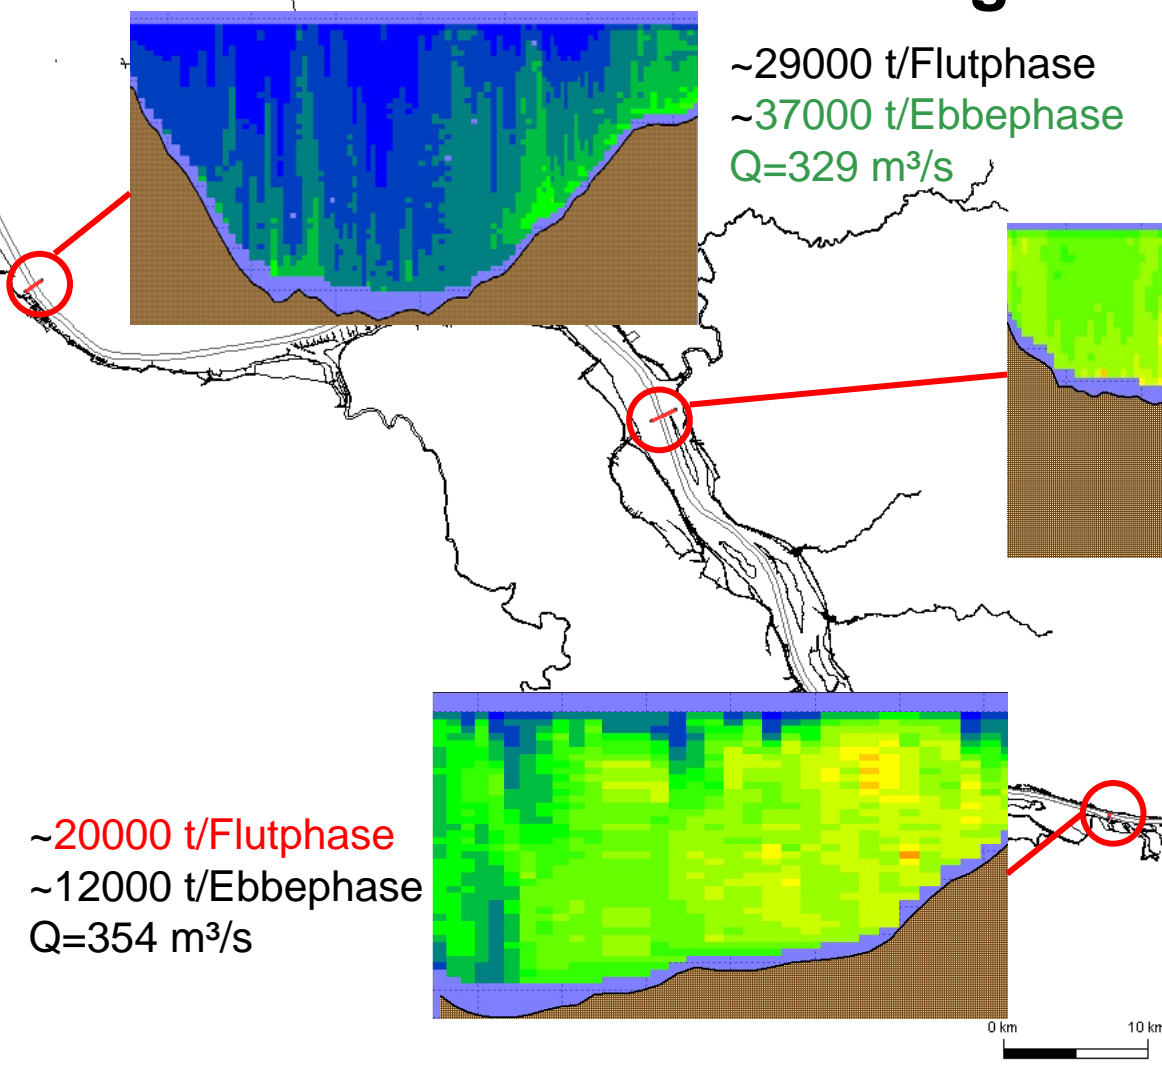 ~29000 t/Flutphase
~37000 t/Ebbephase
Q=329 m³/s
~20000 t/Flutphase
~12000 t/Ebbephase
Q=354 m³/s
0 km
10 km